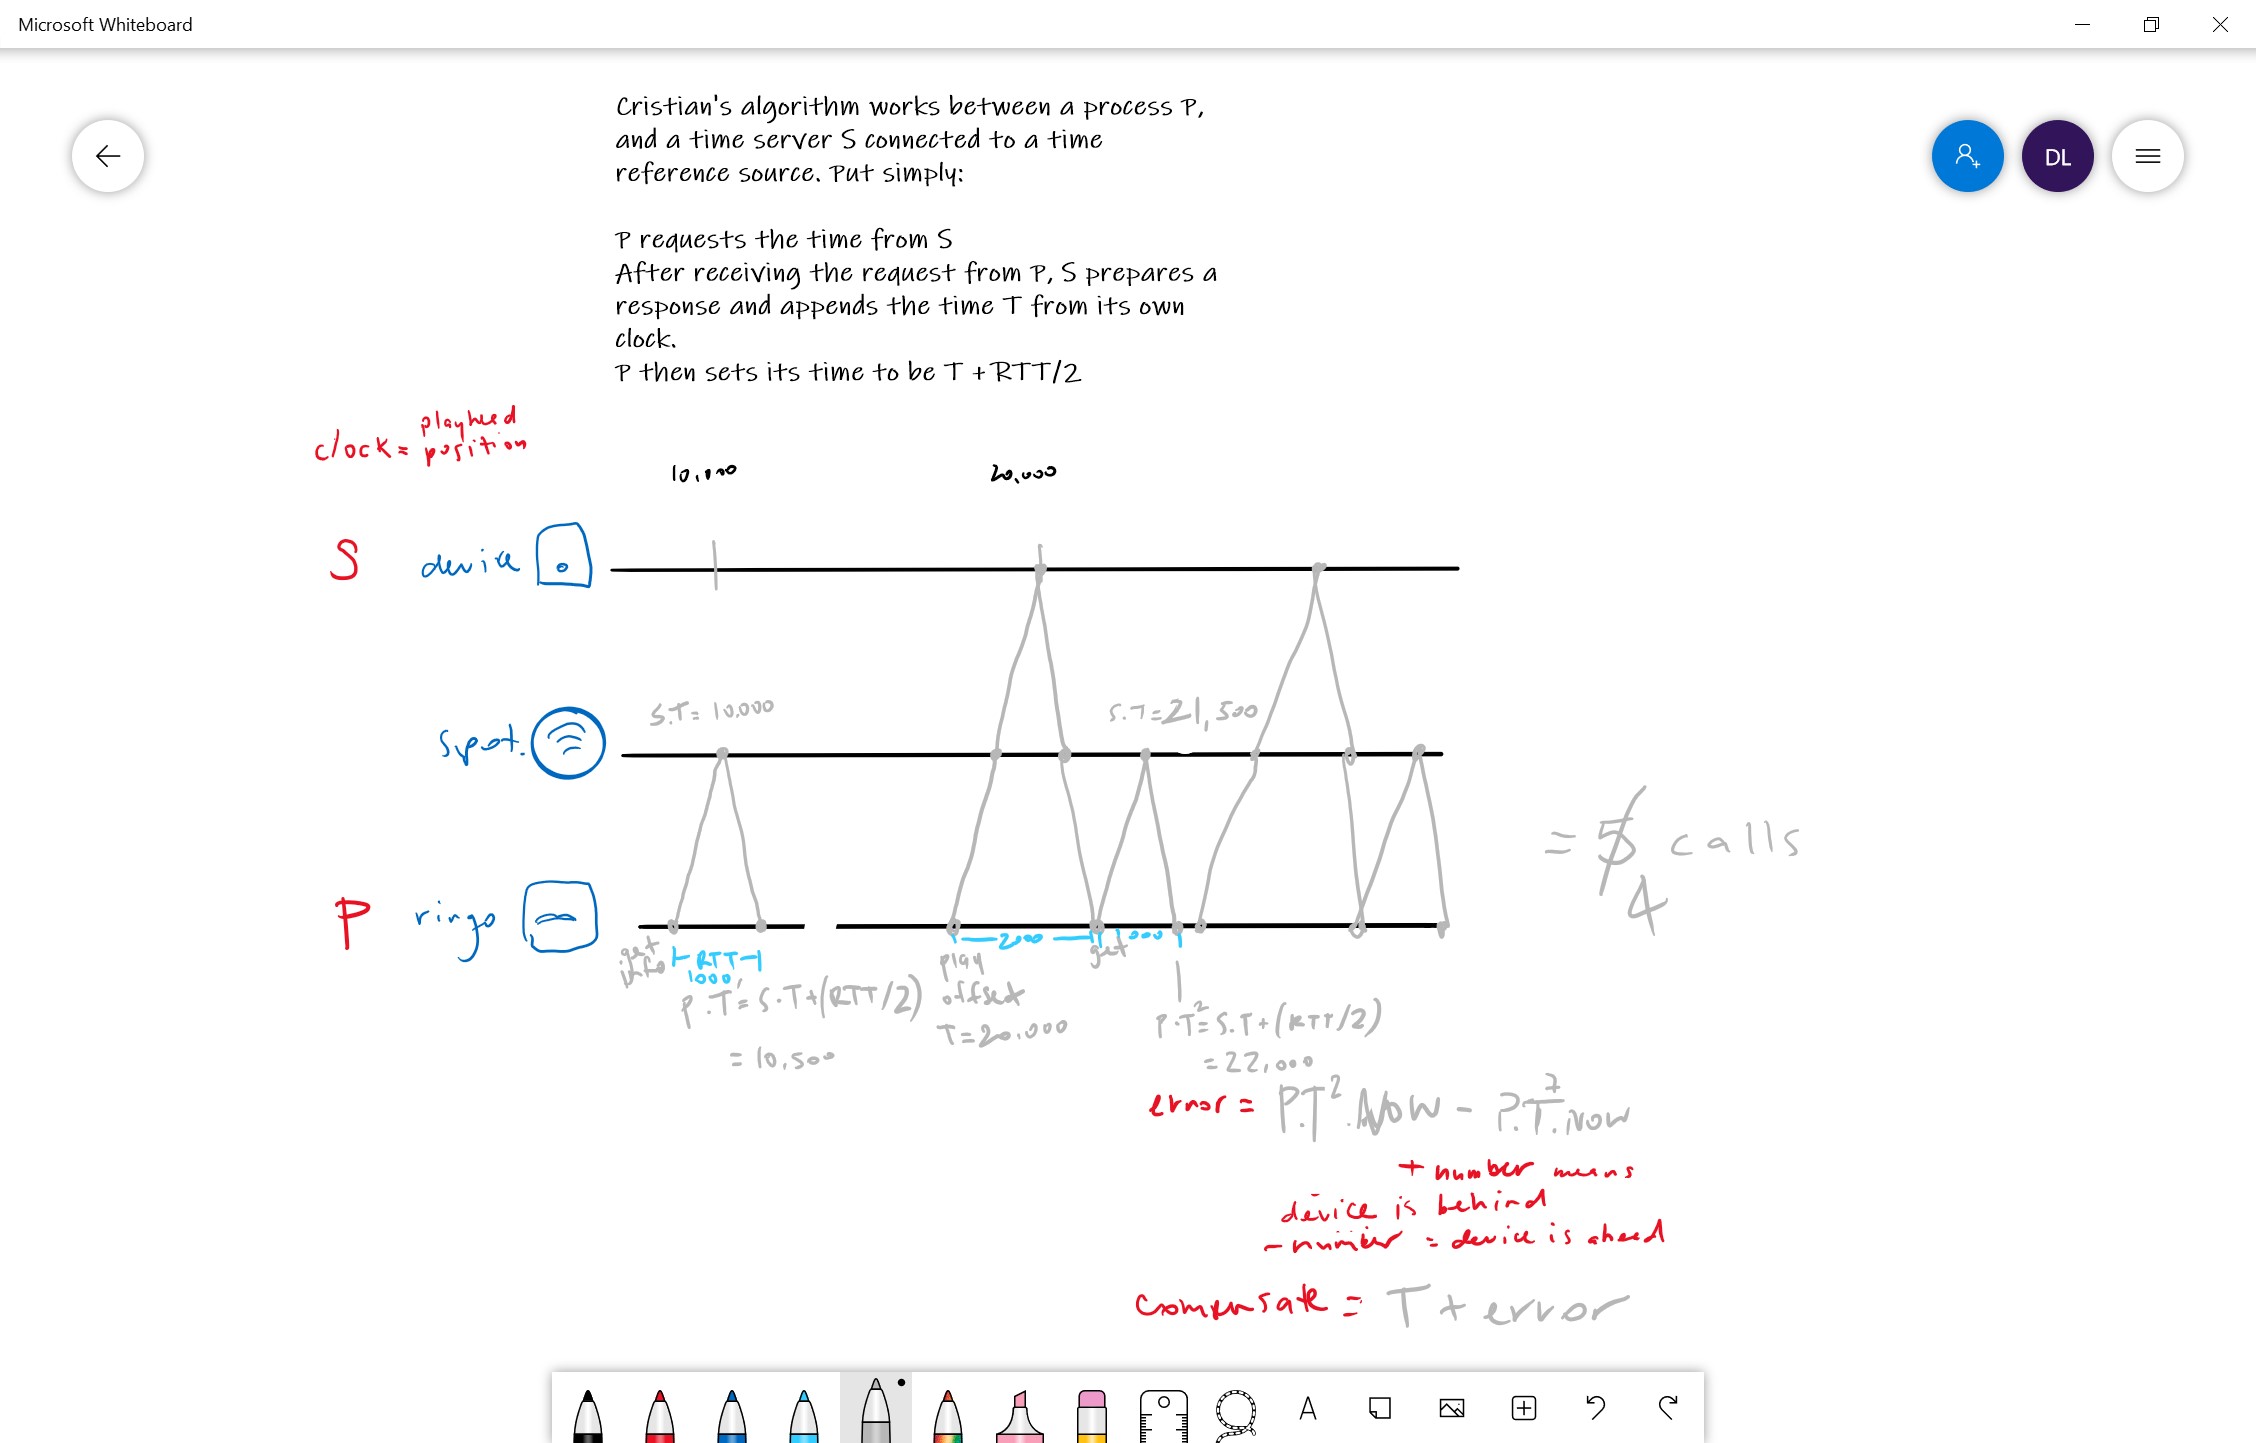 Microsoft Whiteboard
DL
Cristian's algorithm works between a process P,
and a time server S connected to a time
reference source. Put simply:
P requests the time from S
After receiving the request from P, S prepares a
response and appends the time T from its own
clock.
P then sets its time to be T + RTT/2
playhead
clock = position
10,000
20,000
S device
S.T = 10,000
S.T = 21,500
spot.
= 5 calls
4
P ringo
get
info
RTT
1000
2000
1000
get
play
offset
T = 20,000
P.T' = S.T + (RTT/2)
= 10,500
P.T² = S.T + (RTT/2)
= 22,000
error = P.T².NOW - P.T.NOW
+ number means
device is behind
- number = device is ahead
compensate = T + error
A